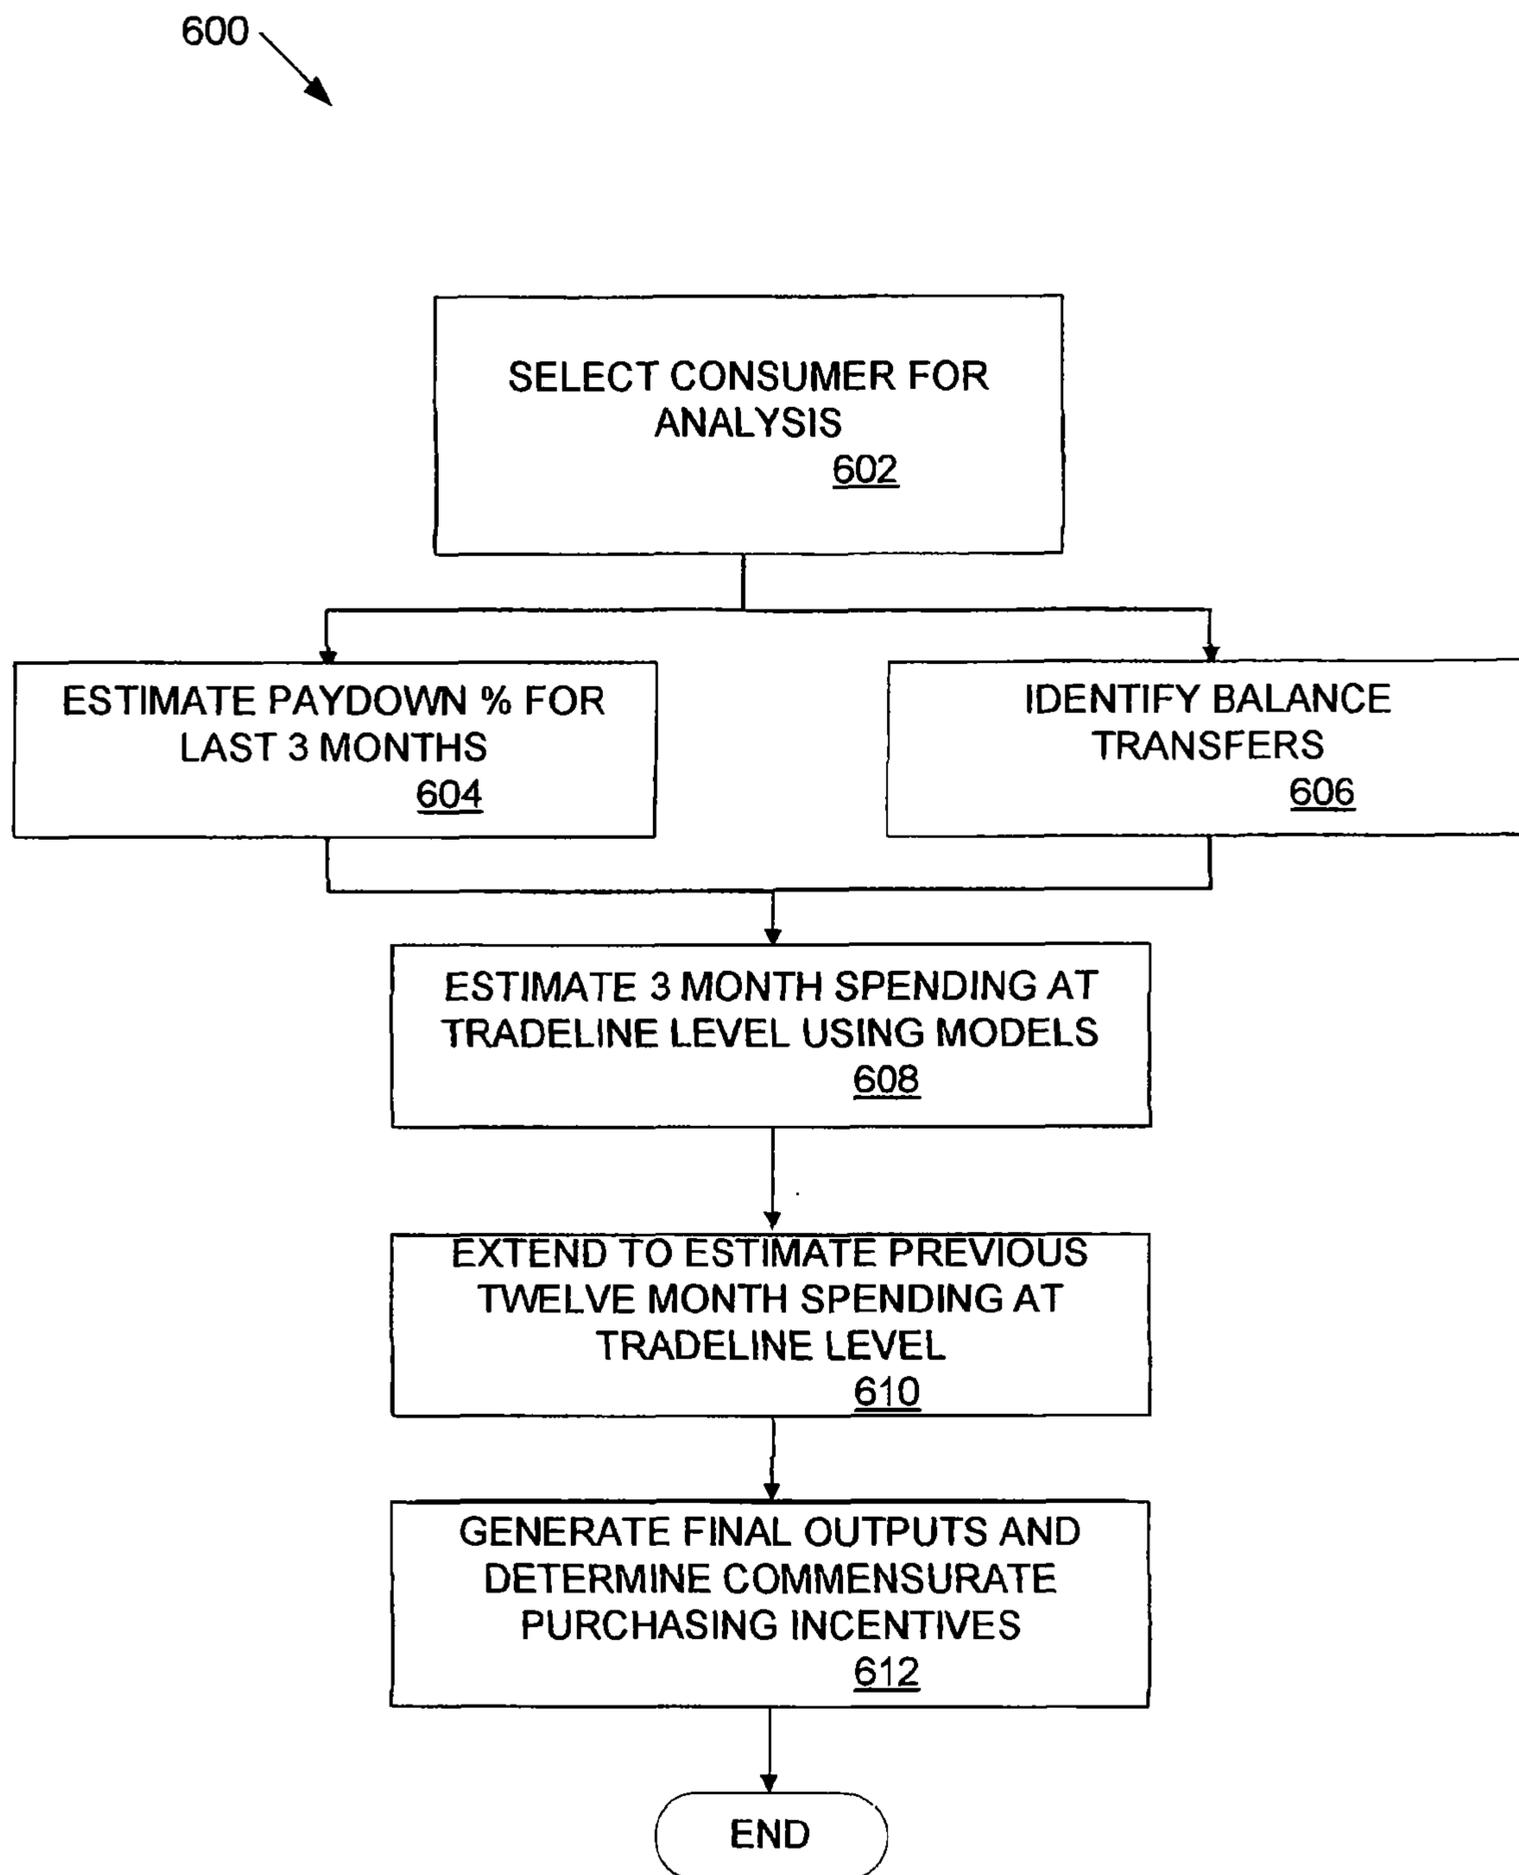 600
SELECT CONSUMER FOR
ANALYSIS
602
ESTIMATE PAYDOWN % FOR
LAST 3 MONTHS
604
IDENTIFY BALANCE
TRANSFERS
606
ESTIMATE 3 MONTH SPENDING AT
TRADELINE LEVEL USING MODELS
608
EXTEND TO ESTIMATE PREVIOUS
TWELVE MONTH SPENDING AT
TRADELINE LEVEL
610
GENERATE FINAL OUTPUTS AND
DETERMINE COMMENSURATE
PURCHASING INCENTIVES
612
END